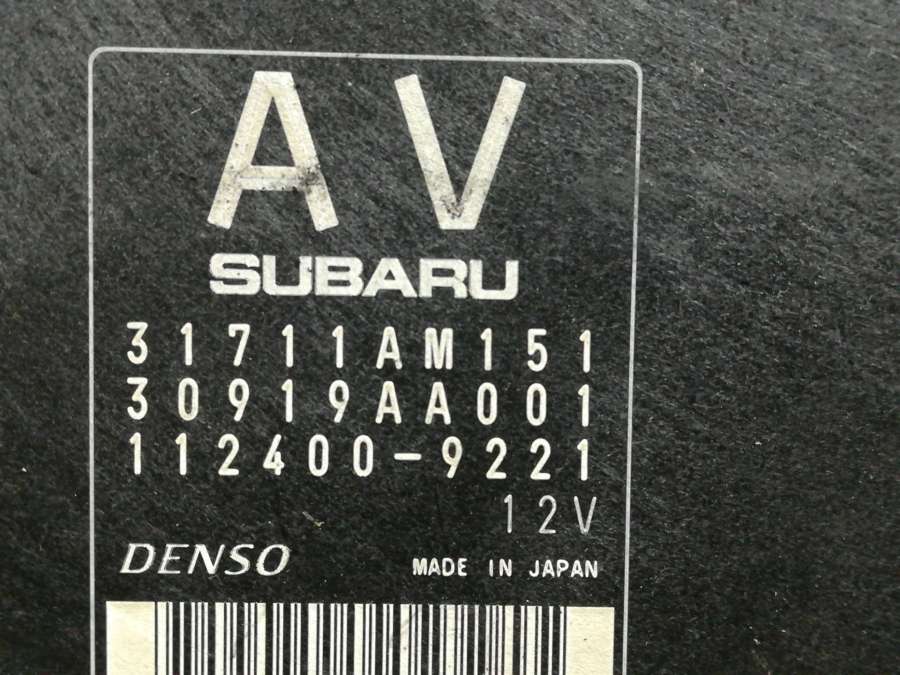 AV
SUBARU
31711AM151
30919AA001
112400-9221
12V
DENSO MADE IN JAPAN